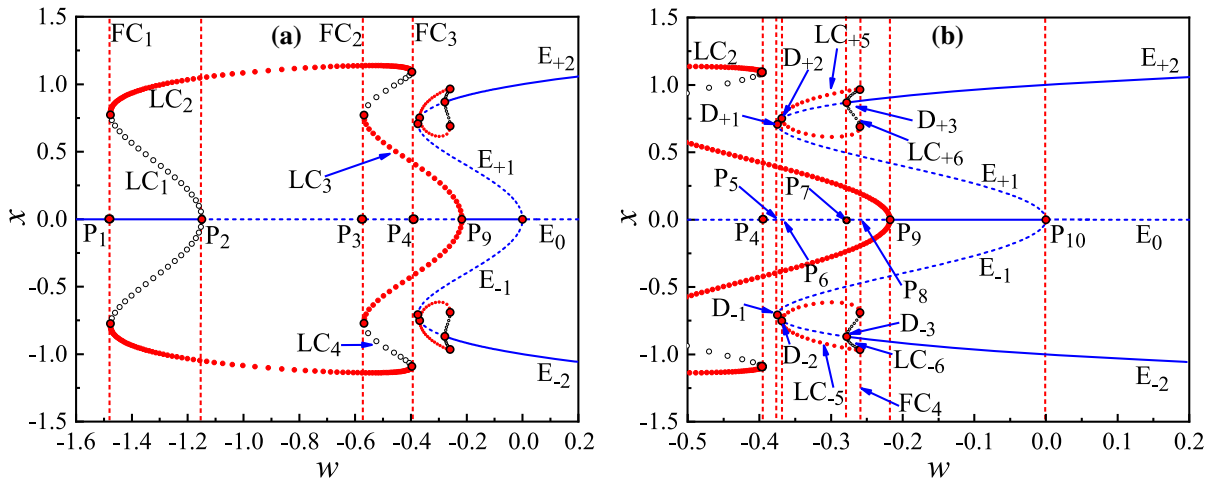 1.5
1.0
0.5
0.0
-0.5
-1.0
-1.5
x
FC1
(a)
FC2
FC3
E+2
LC2
LC1
LC3
E+1
P1
P2
P3
P4
P9
E0
E-1
LC4
E-2
-1.6
-1.4
-1.2
-1.0
-0.8
-0.6
-0.4
-0.2
0.0
0.2
w
1.5
1.0
0.5
0.0
-0.5
-1.0
-1.5
x
LC2
D+2
LC+5
(b)
E+2
D+1
D+3
LC+6
E+1
P5
P7
P4
P9
P10
E0
P6
P8
E-1
D-1
D-3
D-2
LC-6
LC-5
FC4
E-2
-0.5
-0.4
-0.3
-0.2
-0.1
0.0
0.1
0.2
w